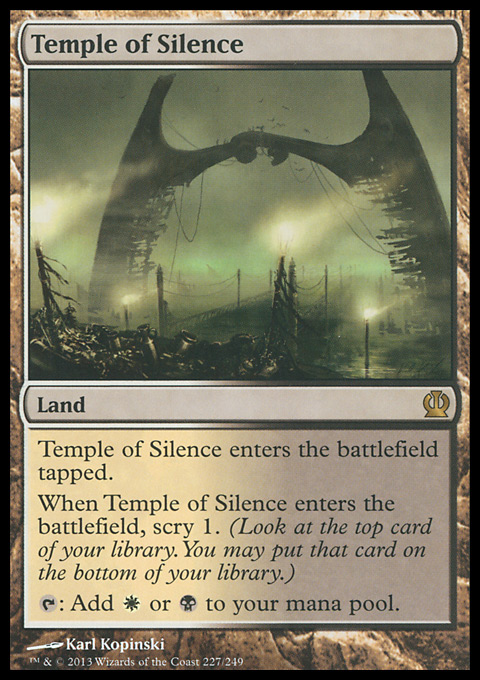 Temple of Silence
Land
Temple of Silence enters the battlefield
tapped.
When Temple of Silence enters the
battlefield, scry 1. (Look at the top card
of your library. You may put that card on
the bottom of your library.)
: Add or to your mana pool.
Karl Kopinski
™ & © 2013 Wizards of the Coast 227/249